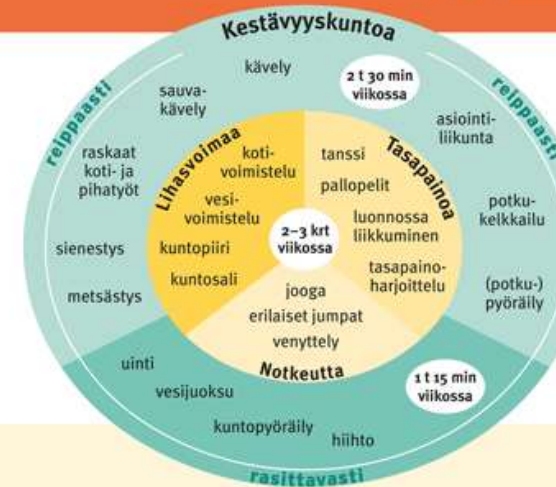 Kestävyyskuntoa
reippaasti
reippaasti
kävely
2 t 30 min
viikossa
sauva-
kävely
asiointi-
liikunta
raskaat
koti- ja
pihatyöt
potku-
kelkkailu
sienestys
metsästys
(potku-)
pyöräily
Lihasvoimaa
koti-
voimistelu
vesi-
voimistelu
kuntopiiri
kuntosali
Tasapainoa
tanssi
pallopelit
luonnossa
liikkuminen
tasapaino-
harjoittelu
2–3 krt
viikossa
jooga
erilaiset jumpat
venyttely
Notkeutta
uinti
vesijuoksu
kuntopyöräily
hiihto
1 t 15 min
viikossa
rasittavasti